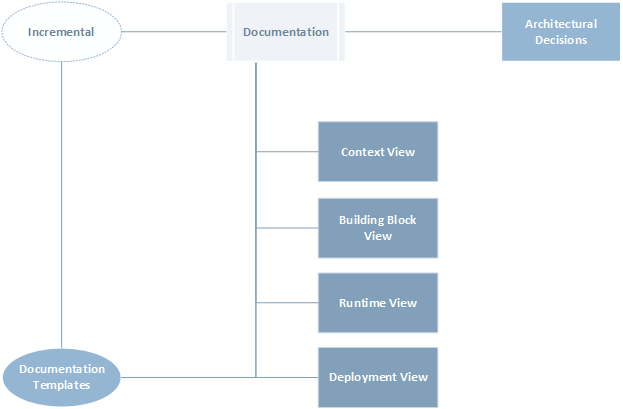 Incremental
Documentation
Architectural
Decisions
Context View
Building Block
View
Runtime View
Documentation
Templates
Deployment View